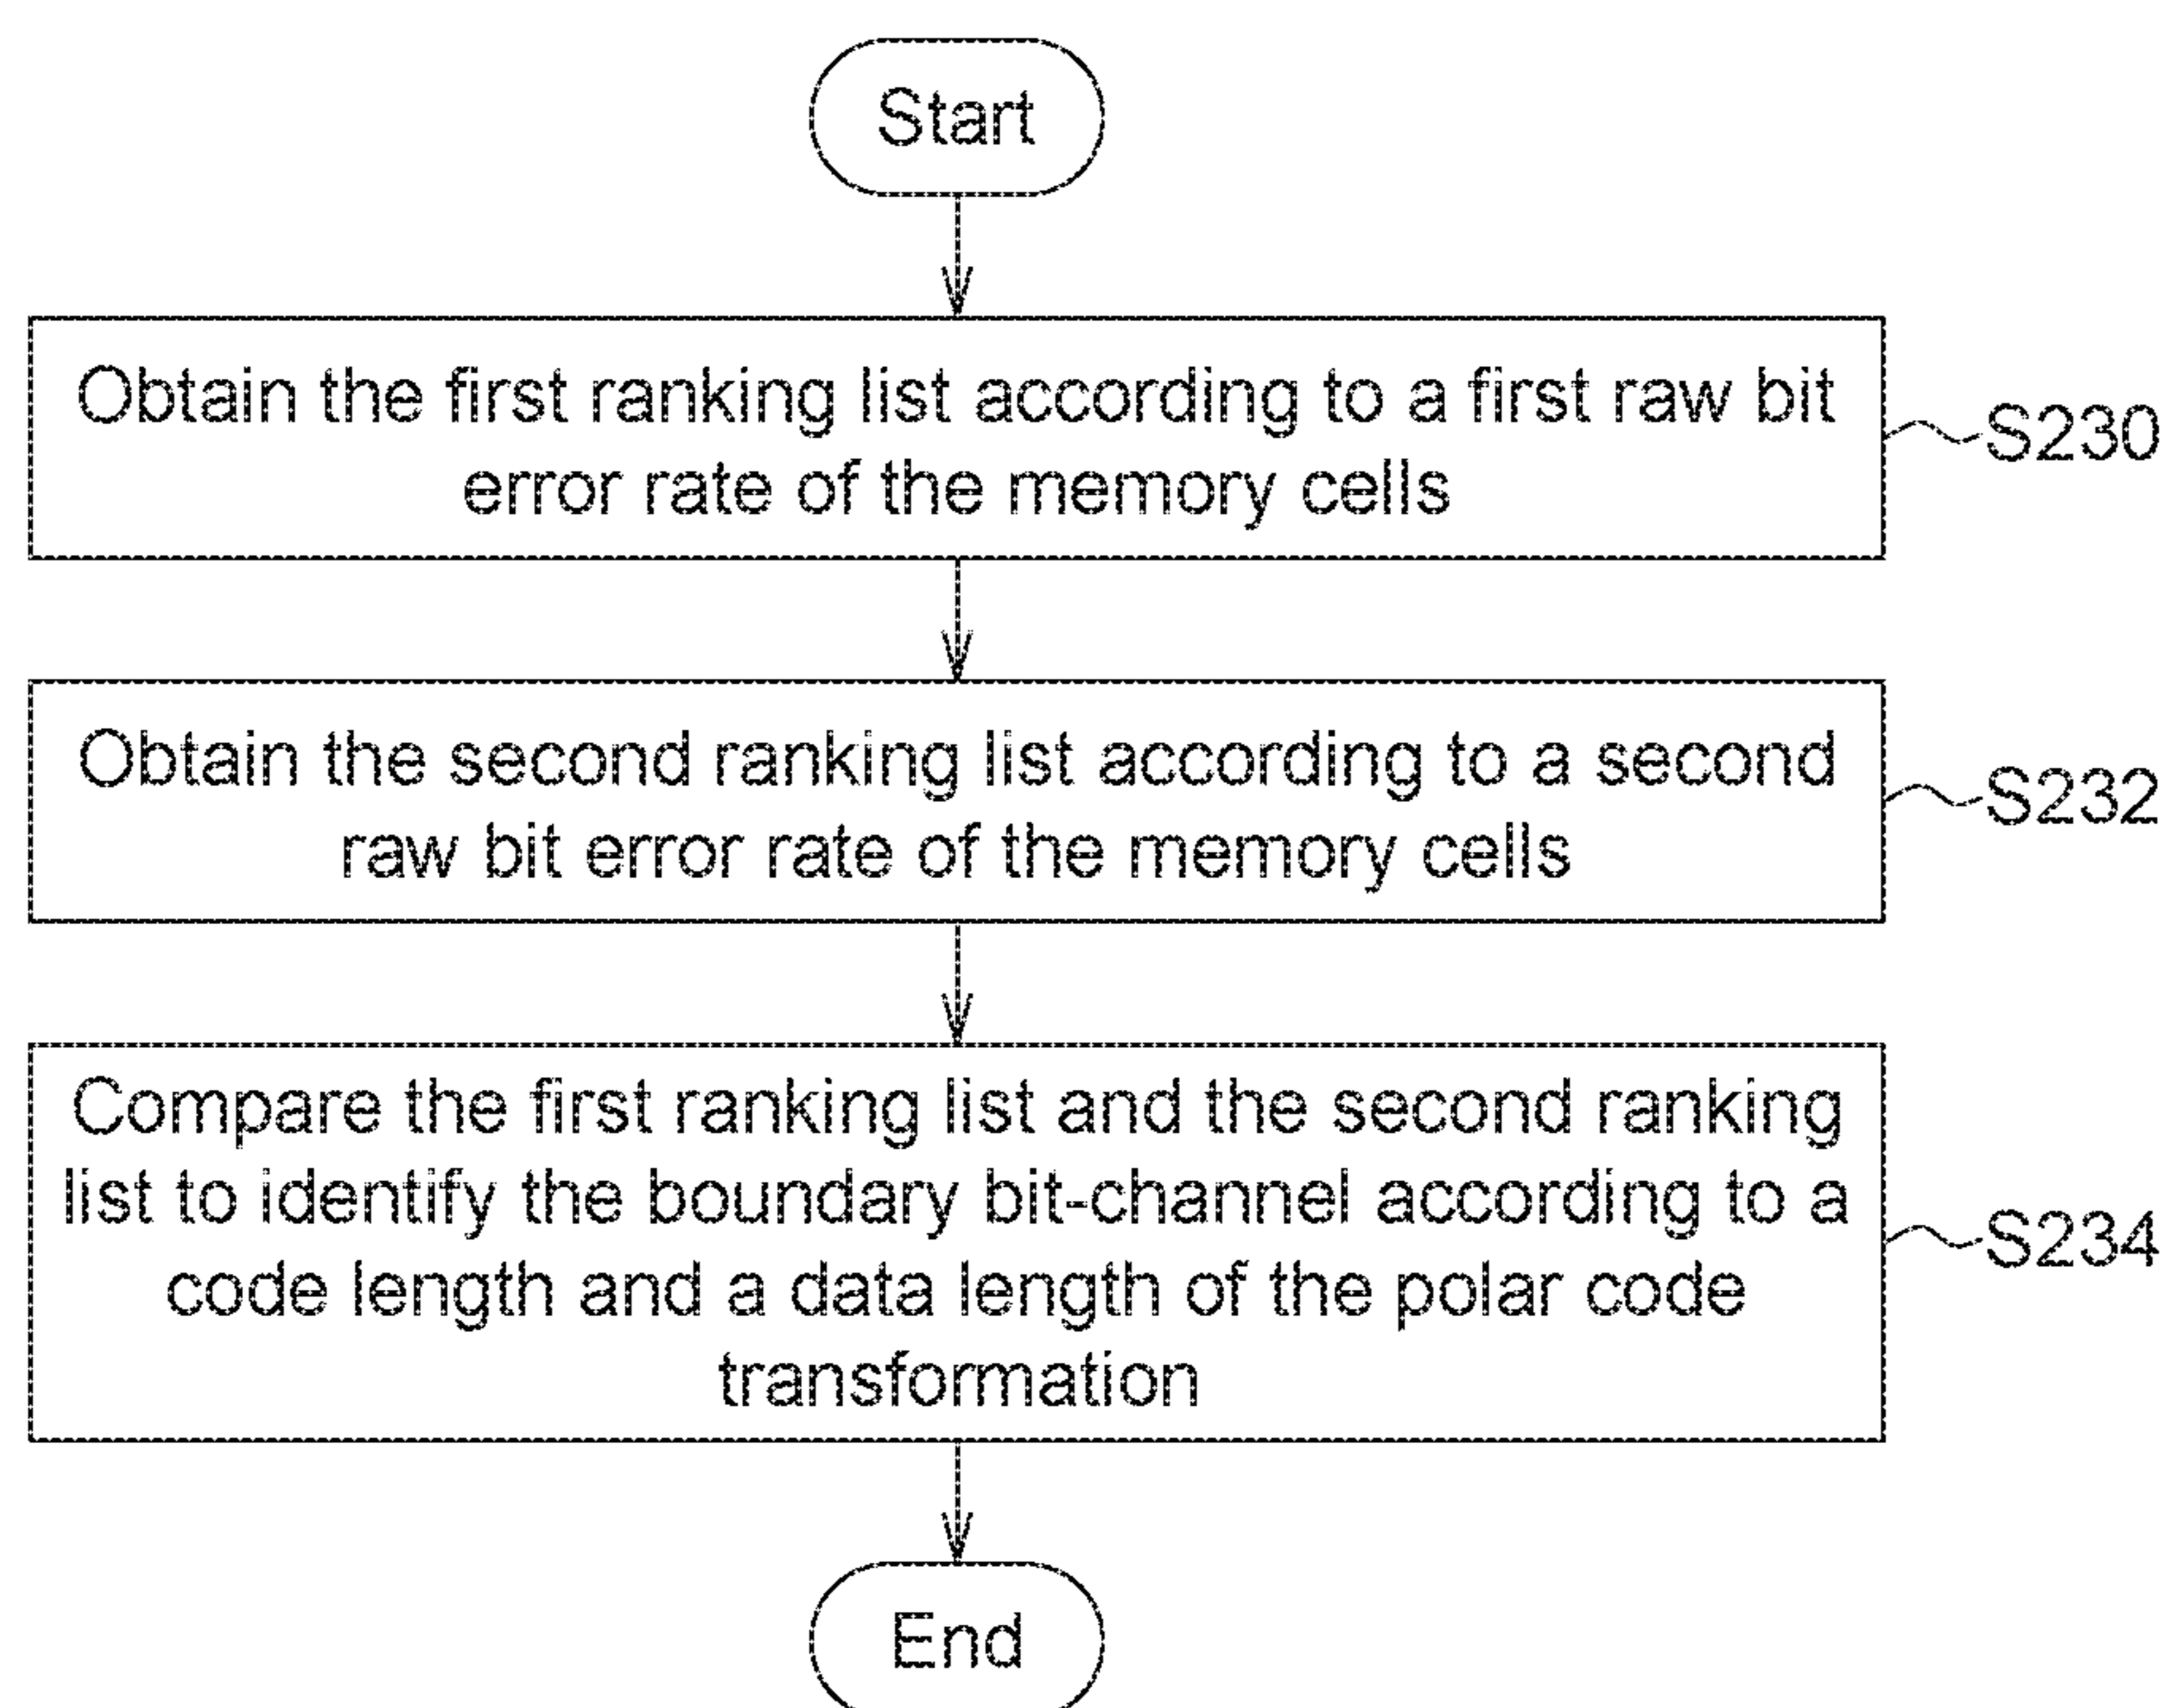 Start
Obtain the first ranking list according to a first raw bit
error rate of the memory cells
S230
Obtain the second ranking list according to a second
raw bit error rate of the memory cells
S232
Compare the first ranking list and the second ranking
list to identify the boundary bit-channel according to a
code length and a data length of the polar code
transformation
S234
End